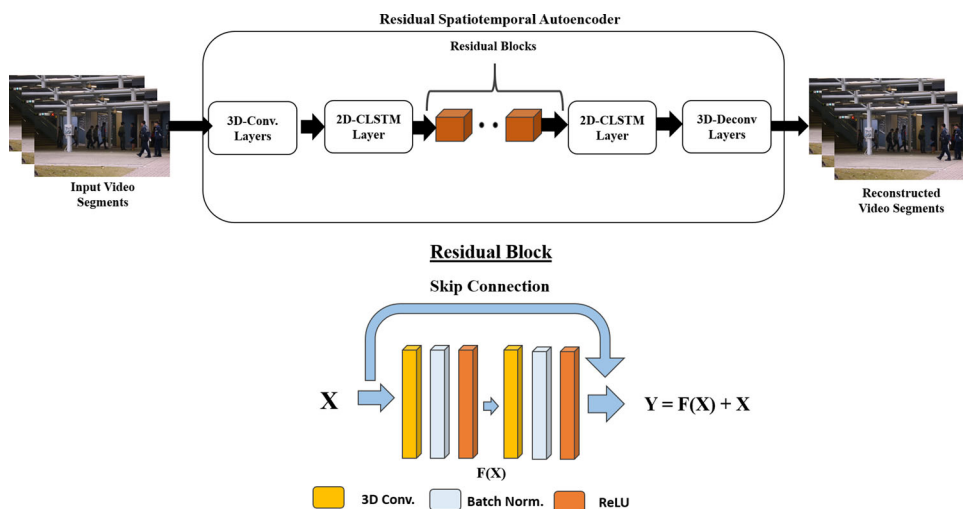 Residual Spatiotemporal Autoencoder
Residual Blocks
3D-Conv.
Layers
2D-CLSTM
Layer
2D-CLSTM
Layer
3D-Deconv
Layers
Input Video
Segments
Reconstructed
Video Segments
Residual Block
Skip Connection
X
Y = F(X) + X
F(X)
3D Conv.
Batch Norm.
ReLU